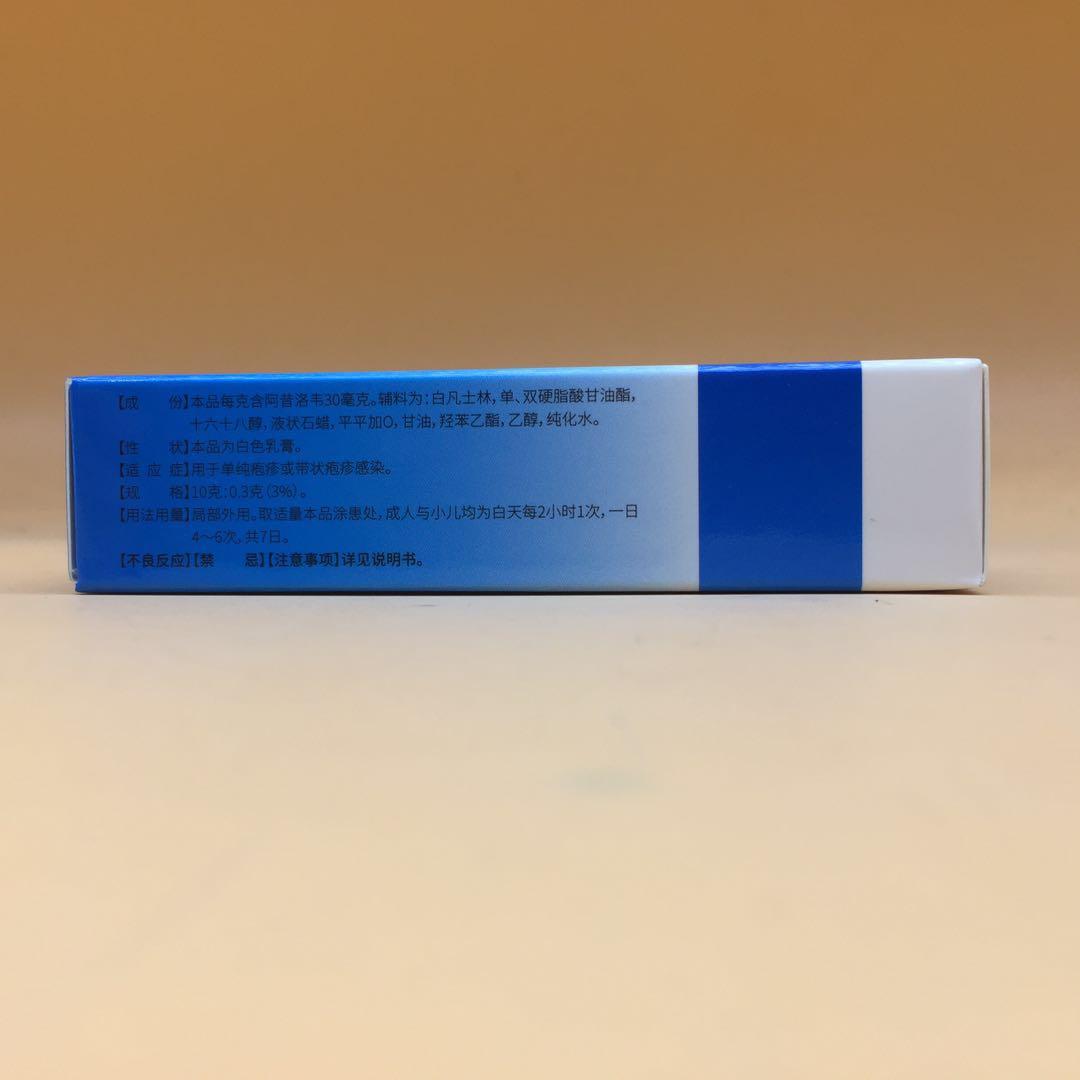 【成 份】本品每克含阿昔洛韦30毫克。辅料为：白凡士林，单、双硬脂酸甘油酯，
十六十八醇，液状石蜡，平平加O，甘油，羟苯乙酯，乙醇，纯化水。
【性 状】本品为白色乳膏。
【适 应 症】用于单纯疱疹或带状疱疹感染。
【规 格】10克：0.3克（3%）。
【用法用量】局部外用。取适量本品涂患处，成人与小儿均为白天每2小时1次，一日
4～6次，共7日。
【不良反应】【禁 忌】【注意事项】详见说明书。